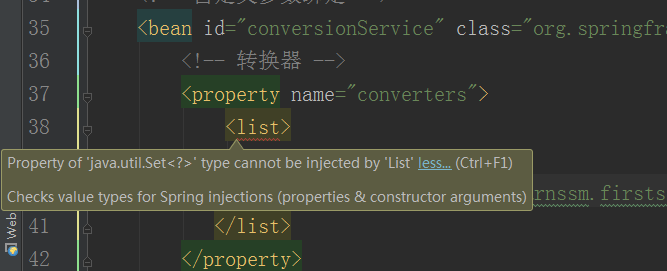 35 <bean id="conversionService" class="org.springfra
36 <!-- 转换器 -->
37 <property name="converters">
38 <list>
Property of 'java.util.Set<?>' type cannot be injected by 'List' less... (Ctrl+F1)
Checks value types for Spring injections (properties & constructor arguments)
rnssm.firsts
41 </list>
42 </property>
Web